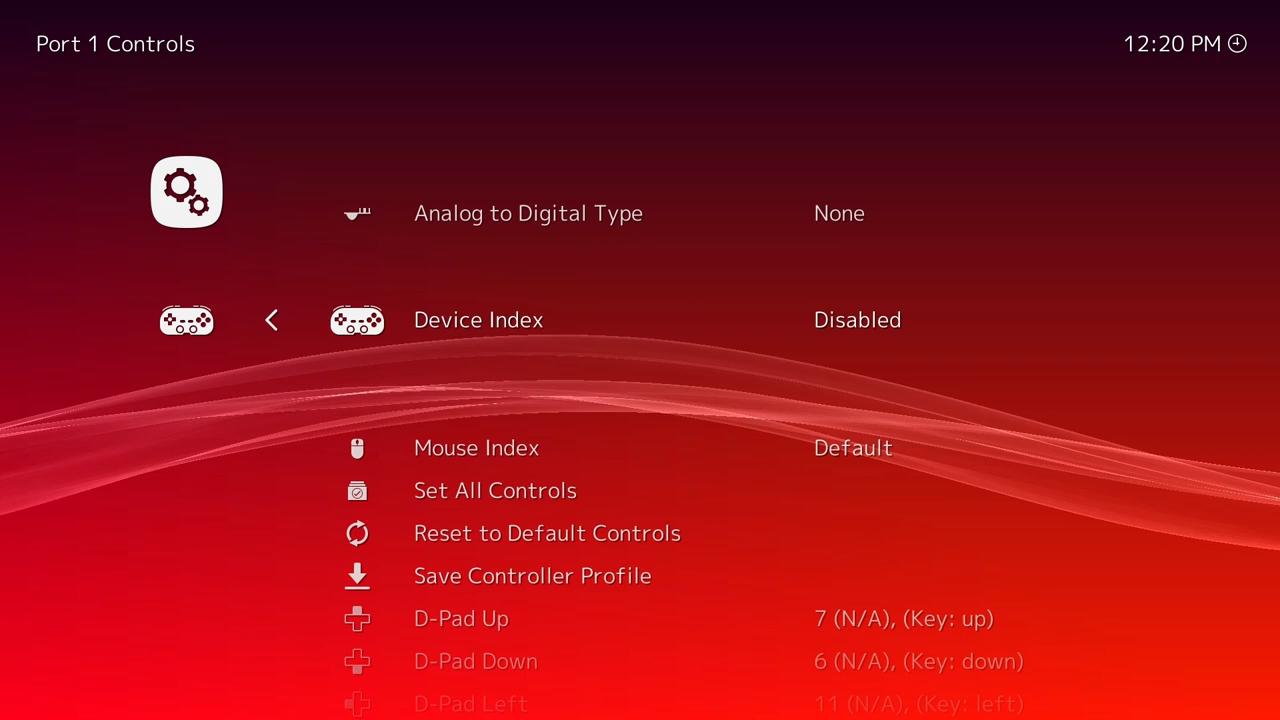 Port 1 Controls
12:20 PM
Analog to Digital Type None
Device Index Disabled
Mouse Index Default
Set All Controls
Reset to Default Controls
Save Controller Profile
D-Pad Up 7 (N/A), (Key: up)
D-Pad Down 6 (N/A), (Key: down)
D-Pad Left 11 (N/A), (Key: left)